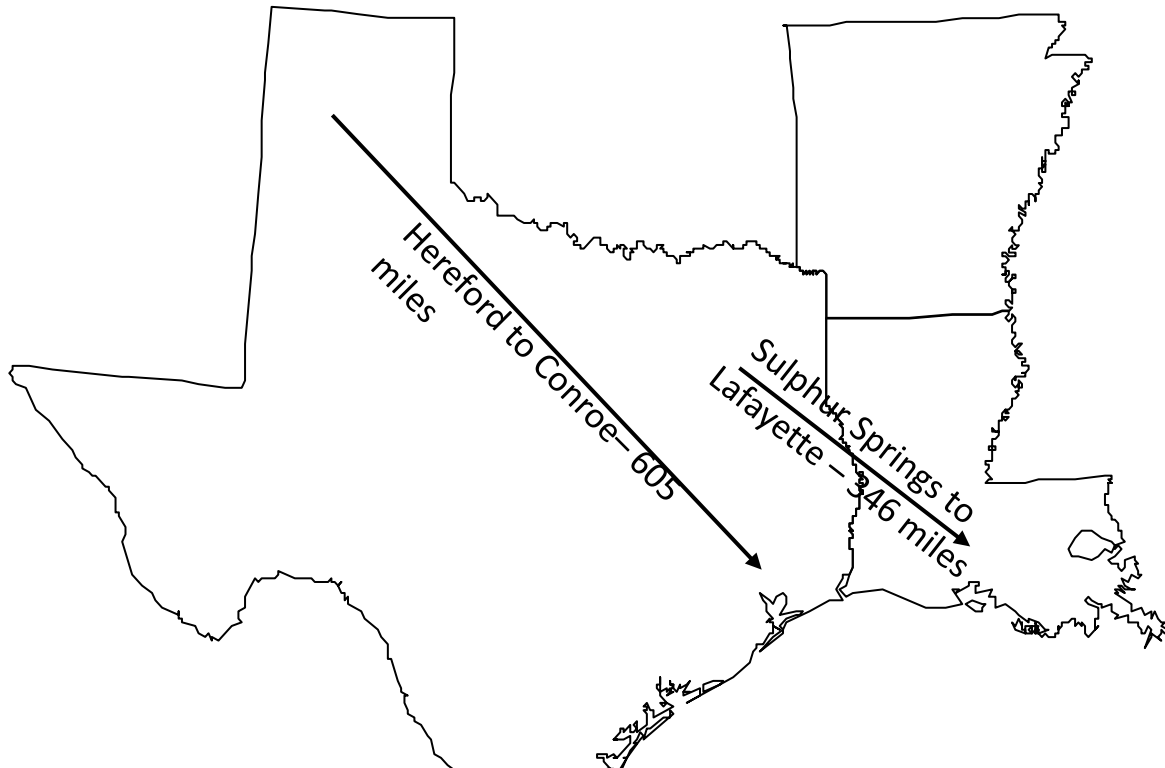 Hereford to Conroe– 605
miles
Sulphur Springs to
Lafayette – 346 miles